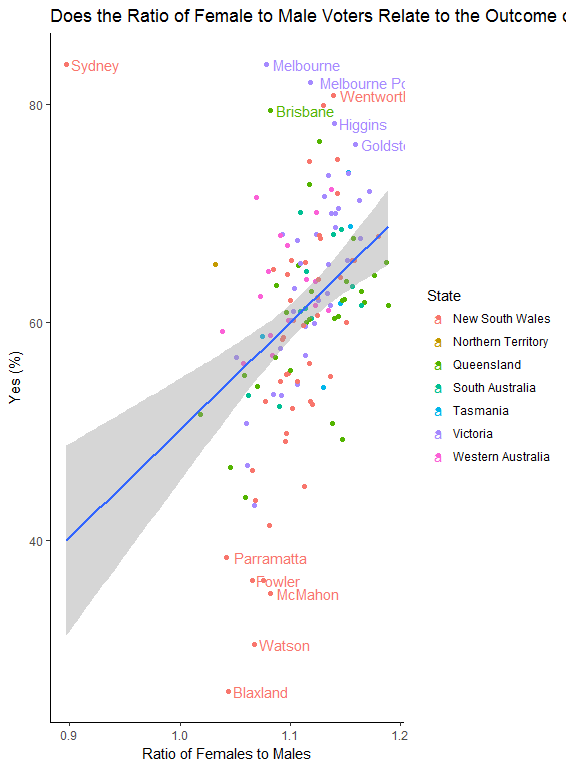 Does the Ratio of Female to Male Voters Relate to the Outcome o
Sydney
Melbourne
Melbourne Po
Wentworth
Brisbane
Higgins
Goldst
Parramatta
Fowler
McMahon
Watson
Blaxland
80
60
40
Yes (%)
0.9 1.0 1.1 1.2
Ratio of Females to Males
State
New South Wales
Northern Territory
Queensland
South Australia
Tasmania
Victoria
Western Australia